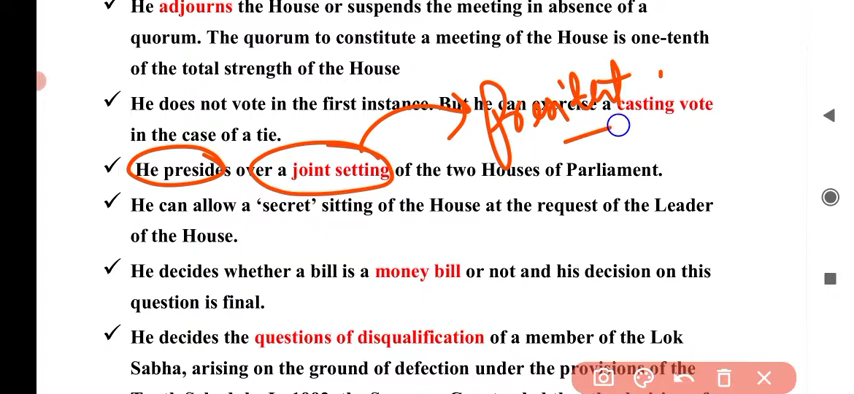 He adjourns the House or suspends the meeting in absence of a
quorum. The quorum to constitute a meeting of the House is one-tenth
of the total strength of the House
He does not vote in the first instance. But he can exercise a casting vote
President
in the case of a tie.
He presides over a joint setting of the two Houses of Parliament.
He can allow a ‘secret’ sitting of the House at the request of the Leader
of the House.
He decides whether a bill is a money bill or not and his decision on this
question is final.
He decides the questions of disqualification of a member of the Lok
Sabha, arising on the ground of defection under the provisions of the